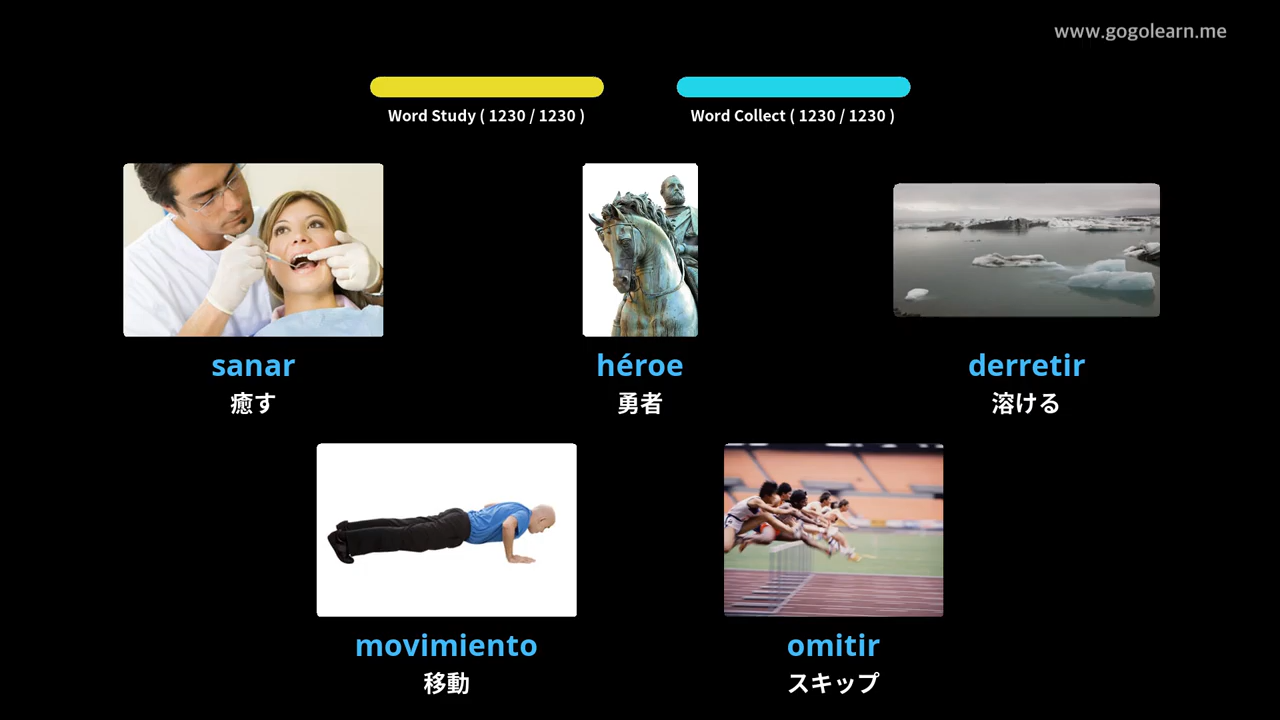 www.gogolearn.me
Word Study ( 1230 / 1230 )
Word Collect ( 1230 / 1230 )
sanar
癒す
héroe
勇者
derretir
溶ける
movimiento
移動
omitir
スキップ